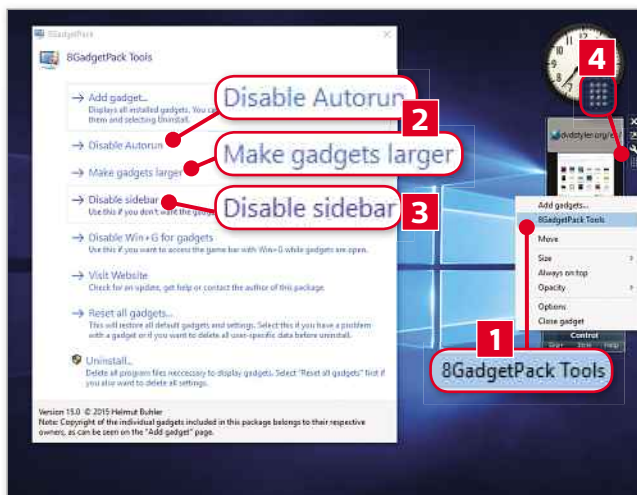 8GadgetPack
8GadgetPack Tools
→ Add gadget...
Displays all installed gadgets. You ca
them and selecting Uninstall.
→ Disable Autorun
→ Make gadgets larger
→ Disable sidebar
Use this if you don't want the gadg
→ Disable Win+G for gadgets
Use this if you want to access the game bar with Win+G while gadgets are open.
→ Visit Website
Check for an update, get help or contact the author of this package.
→ Reset all gadgets...
This will restore all default gadgets and settings. Select this if you have a problem
with a gadget or if you want to delete all user-specific data before uninstall.
Uninstall...
Delete all program files neccessary to display gadgets. Select "Reset all gadgets" first if
you also want to delete all settings.
Version 15.0 © 2015 Helmut Buhler
Note: Copyright of the individual gadgets included in this package belongs to their respective
owners, as can be seen on the "Add gadget" page.
Disable Autorun
2
Make gadgets larger
Disable sidebar
3
4
11 12
Add gadgets...
8GadgetPack Tools
Move
Size
Always on top
Opacity
Options
Close gadget
Control
Help
1
8GadgetPack Tools